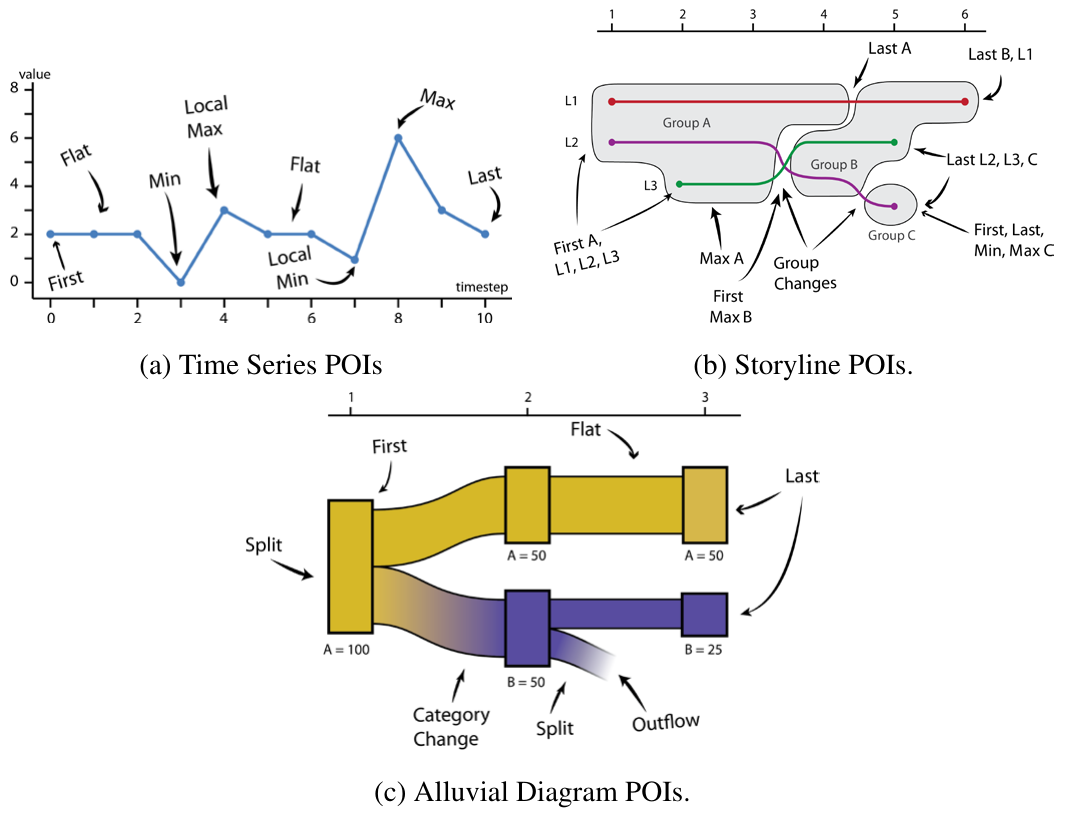 value
8
6
4
2
0
Flat
Min
Local
Max
Flat
Max
Last
First
Local
Min
timestep
0
2
4
6
8
10
(a) Time Series POIs
1
2
3
4
5
6
Last A
Last B, L1
L1
Group A
L2
Group B
L3
Last L2, L3, C
Group C
First A,
L1, L2, L3
Max A
First
Max B
Group
Changes
First, Last,
Min, Max C
(b) Storyline POIs.
1
2
3
First
Flat
Last
Split
A = 50
A = 50
A = 100
B = 50
B = 25
Category
Change
Split
Outflow
(c) Alluvial Diagram POIs.